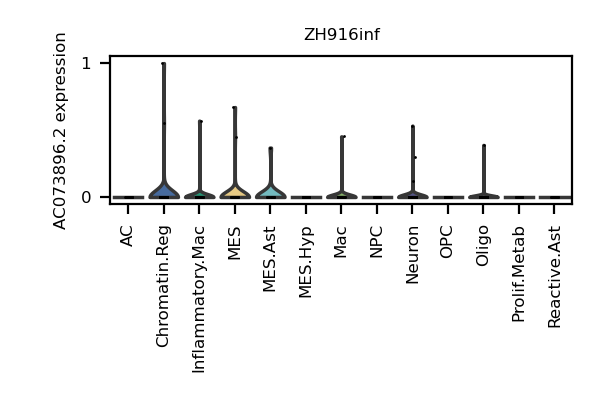 ZH916inf
AC073896.2 expression
1
0
AC
Chromatin.Reg
Inflammatory.Mac
MES
MES.Ast
MES.Hyp
Mac
NPC
Neuron
OPC
Oligo
Prolif.Metab
Reactive.Ast